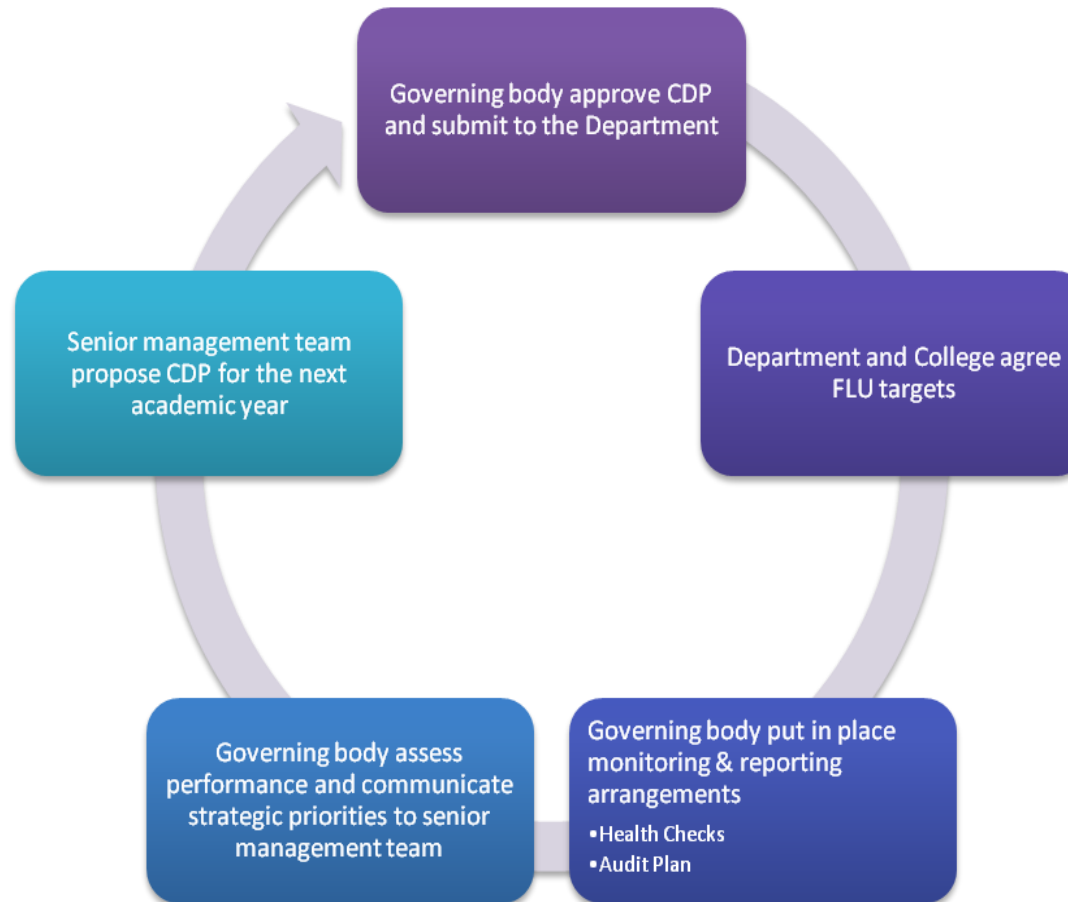 Governing body approve CDP
and submit to the Department
Department and College agree
FLU targets
Governing body put in place
monitoring & reporting
arrangements
•Health Checks
•Audit Plan
Governing body assess
performance and communicate
strategic priorities to senior
management team
Senior management team
propose CDP for the next
academic year